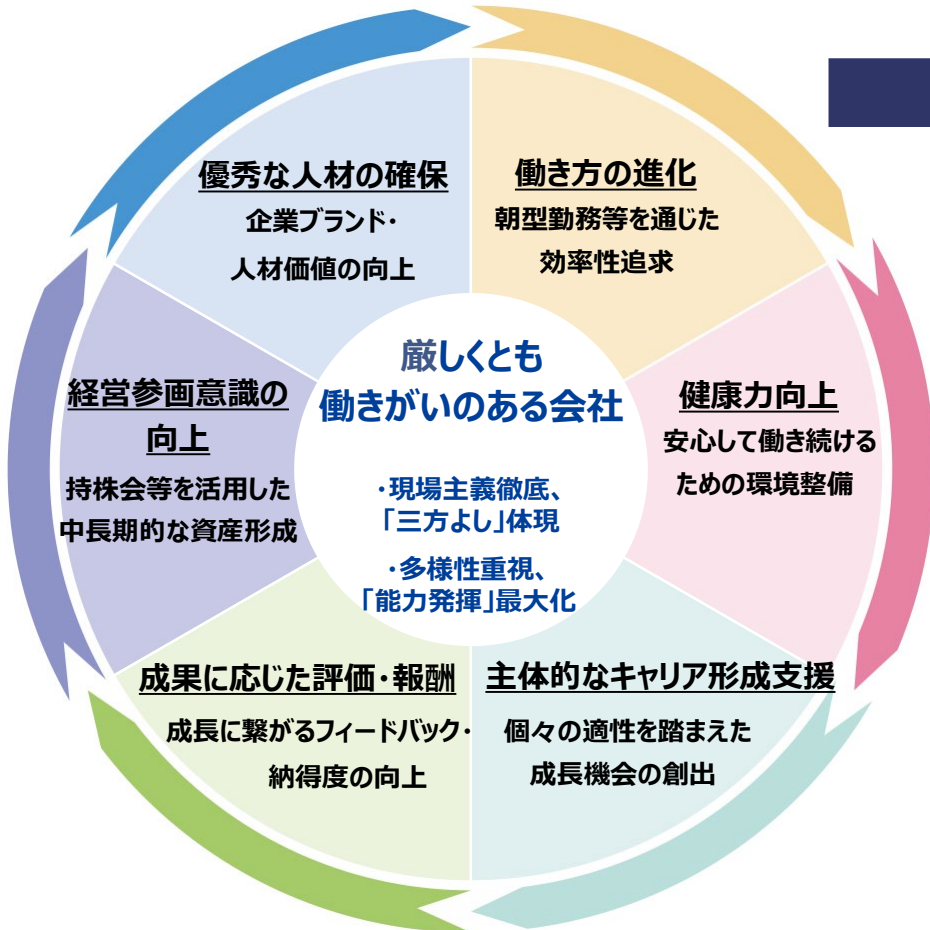 優秀な人材の確保
企業ブランド・
人材価値の向上
働き方の進化
朝型勤務等を通じた
効率性追求
健康力向上
安心して働き続ける
ための環境整備
主体的なキャリア形成支援
個々の適性を踏まえた
成長機会の創出
成果に応じた評価・報酬
成長に繋がるフィードバック・
納得度の向上
経営参画意識の
向上
持株会等を活用した
中長期的な資産形成
厳しくとも
働きがいのある会社
・現場主義徹底、
「三方よし」体現
・多様性重視、
「能力発揮」最大化